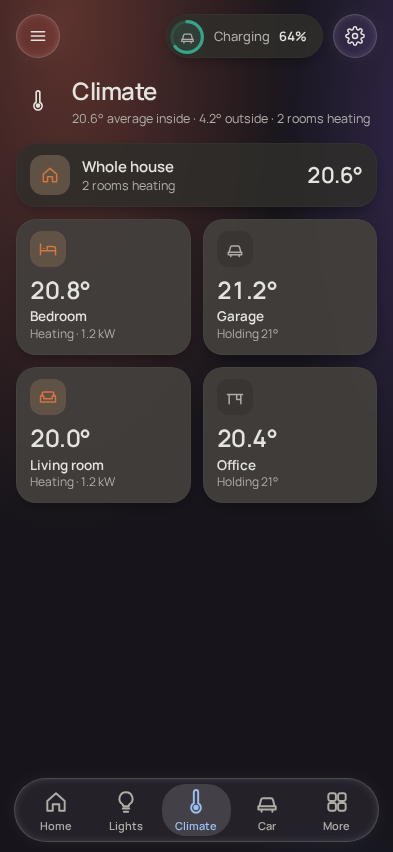 Charging 64%
Climate
20.6° average inside · 4.2° outside · 2 rooms heating
Whole house
2 rooms heating
20.6°
20.8°
Bedroom
Heating · 1.2 kW
21.2°
Garage
Holding 21°
20.0°
Living room
Heating · 1.2 kW
20.4°
Office
Holding 21°
Home
Lights
Climate
Car
More